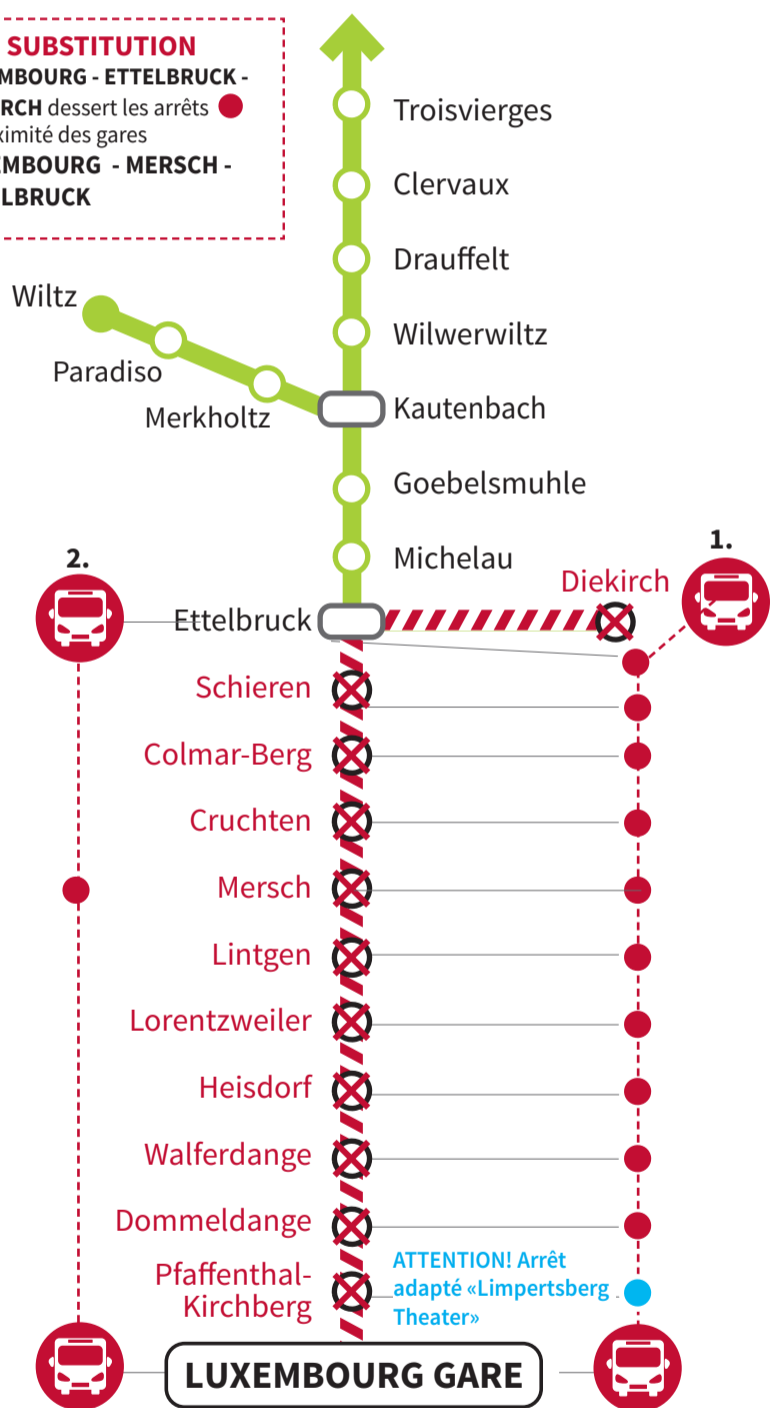 SUBSTITUTION
MBOURG - ETTELBRUCK -
RCH dessert les arrêts
ximité des gares
EMBOURG - MERSCH -
LBRUCK
Troisvierges
Clervaux
Drauffelt
Wilwerwiltz
Wiltz
Paradiso
Merkholtz
Kautenbach
Goebelsmuhle
Michelau
2.
1.
Diekirch
Ettelbruck
Schieren
Colmar-Berg
Cruchten
Mersch
Lintgen
Lorentzweiler
Heisdorf
Walferdange
Dommeldange
Pfaffenthal-
Kirchberg
ATTENTION! Arrêt
adapté «Limpertsberg
Theater»
LUXEMBOURG GARE